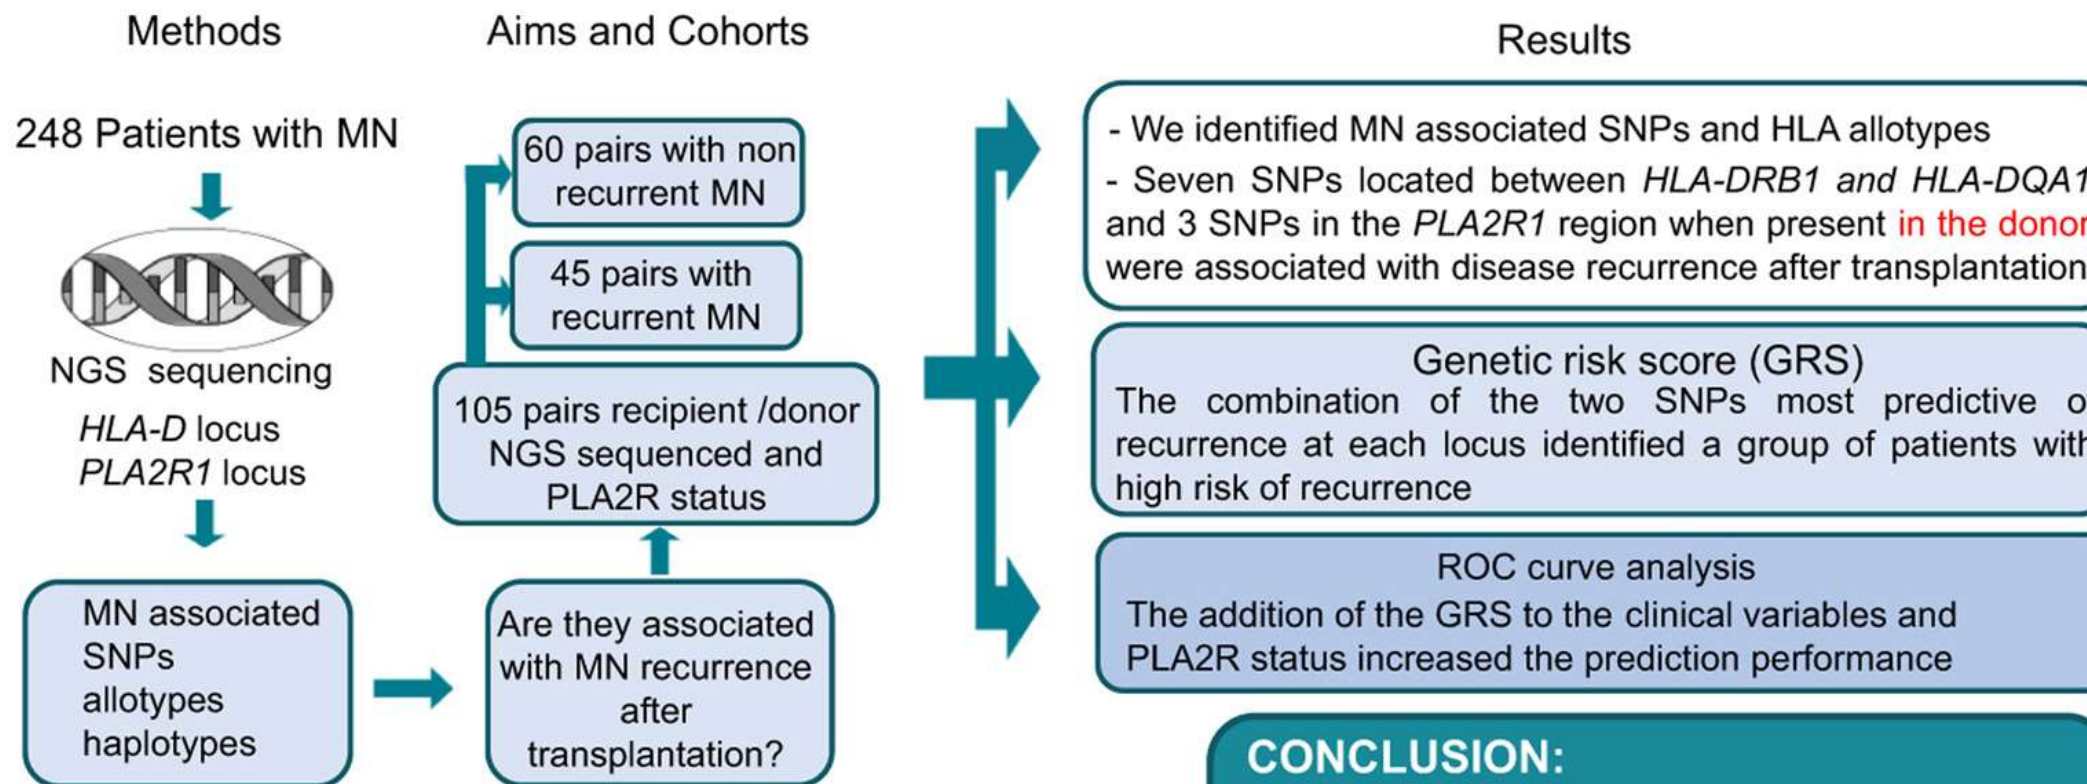 Methods
248 Patients with MN
NGS sequencing
HLA-D locus
PLA2R1 locus
MN associated
SNPs
allotypes
haplotypes
Aims and Cohorts
60 pairs with non
recurrent MN
45 pairs with
recurrent MN
105 pairs recipient /donor
NGS sequenced and
PLA2R status
Are they associated
with MN recurrence
after
transplantation?
Results
- We identified MN associated SNPs and HLA allotypes
- Seven SNPs located between HLA-DRB1 and HLA-DQA1
and 3 SNPs in the PLA2R1 region when present in the donor
were associated with disease recurrence after transplantation
Genetic risk score (GRS)
The combination of the two SNPs most predictive o
recurrence at each locus identified a group of patients with
high risk of recurrence
ROC curve analysis
The addition of the GRS to the clinical variables and
PLA2R status increased the prediction performance
CONCLUSION: